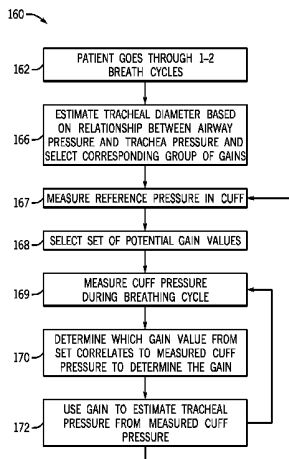 160
PATIENT GOES THROUGH 1-2
BREATH CYCLES
162
ESTIMATE TRACHEAL DIAMETER BASED
ON RELATIONSHIP BETWEEN AIRWAY
PRESSURE AND TRACHEA PRESSURE AND
SELECT CORRESPONDING GROUP OF GAINS
166
MEASURE REFERENCE PRESSURE IN CUFF
167
SELECT SET OF POTENTIAL GAIN VALUES
168
MEASURE CUFF PRESSURE
DURING BREATHING CYCLE
169
DETERMINE WHICH GAIN VALUE FROM
SET CORRELATES TO MEASURED CUFF
PRESSURE TO DETERMINE THE GAIN
170
USE GAIN TO ESTIMATE TRACHEAL
PRESSURE FROM MEASURED CUFF
PRESSURE
172